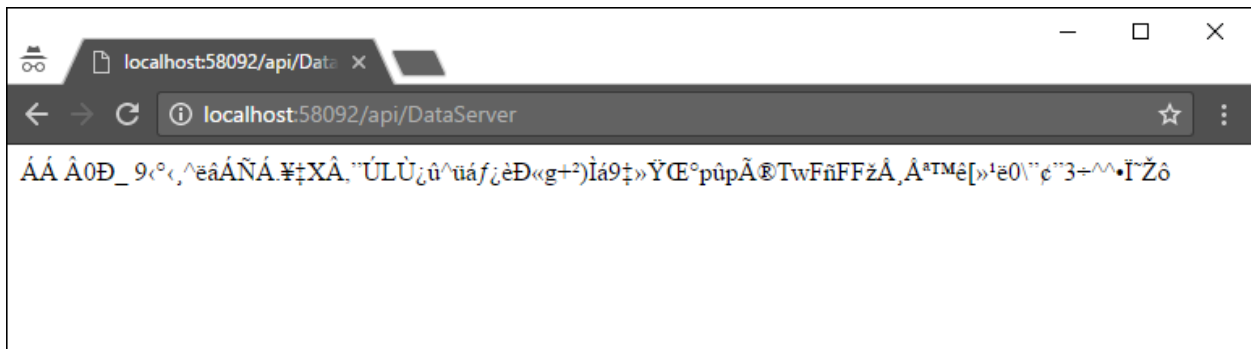 localhost:58092/api/Data
localhost:58092/api/DataServer
ÁÁ Â0Ð_ 9‹°‹¸^ëâÁÑÁ.¥‡XÂ,¨ÚLÙ¿û^üáƒ¿èÐ«g+²)Ìá9‡»ŸŒ°pûpÃ®TwFñFFžÅ¸Åª™ê[»¹ë0\¨¢¨3÷^^•Ï˜Žô